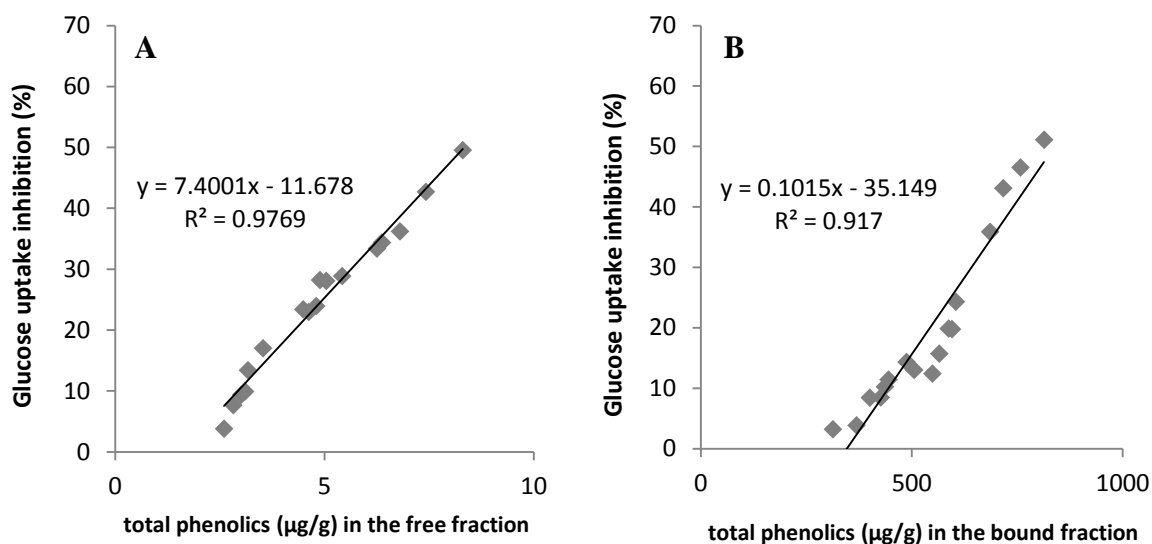 A
Glucose uptake inhibition (%)
70
60
50
40
30
20
10
0
y = 7.4001x - 11.678
R² = 0.9769
0 5 10
total phenolics (µg/g) in the free fraction
B
Glucose uptake inhibition (%)
70
60
50
40
30
20
10
0
y = 0.1015x - 35.149
R² = 0.917
0 500 1000
total phenolics (µg/g) in the bound fraction